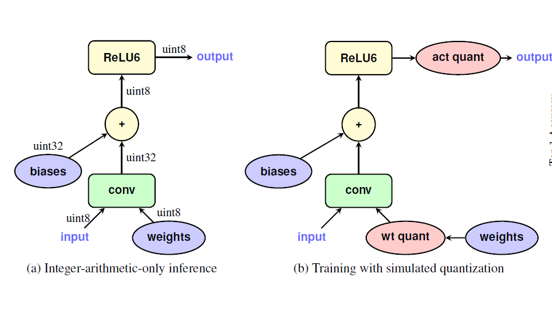 uint8
ReLU6
output
uint8
+
uint32
uint32
biases
conv
uint8
uint8
input
weights
(a) Integer-arithmetic-only inference
ReLU6
act quant
output
+
biases
conv
input
wt quant
weights
(b) Training with simulated quantization